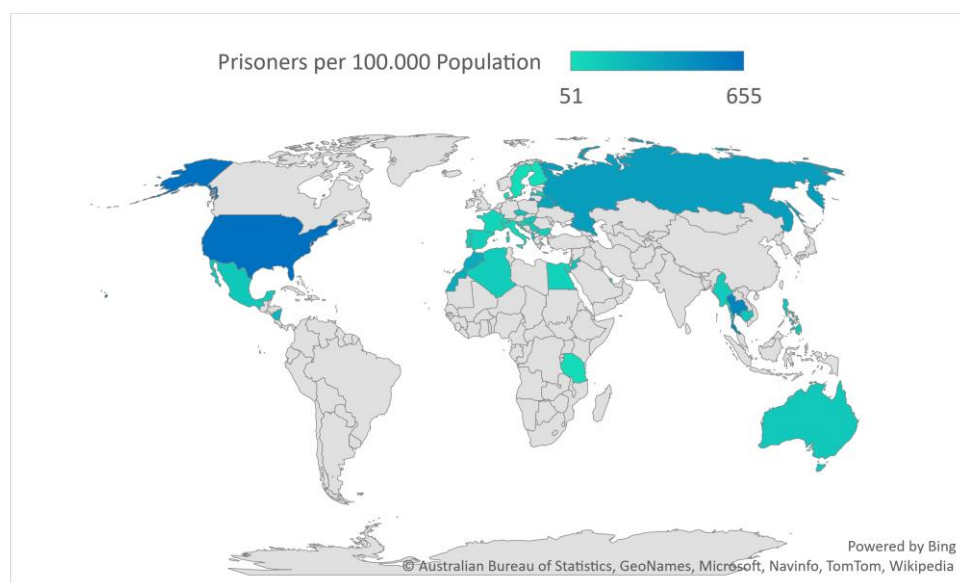 Prisoners per 100.000 Population
51 655
Powered by Bing
© Australian Bureau of Statistics, GeoNames, Microsoft, Navinfo, TomTom, Wikipedia